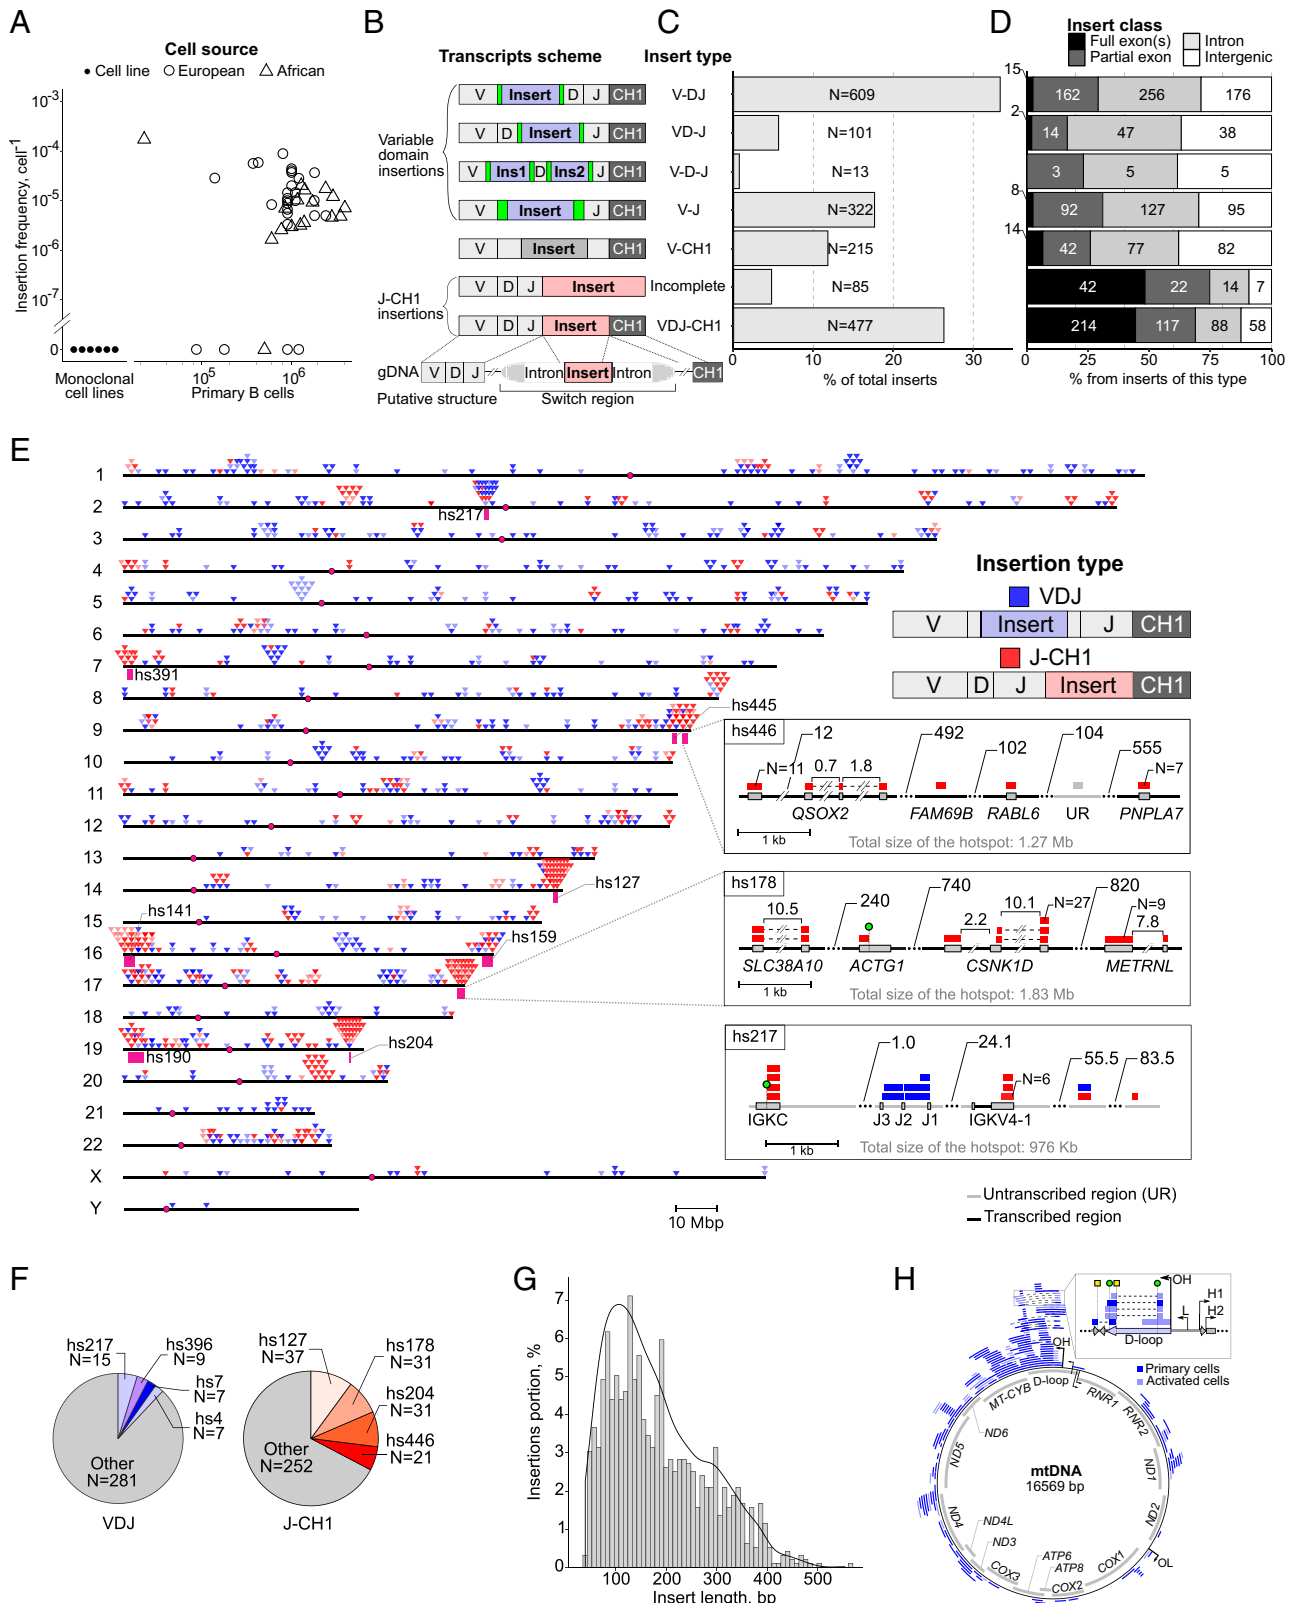 A
Cell source
Cell line European African
Insertion frequency, cell⁻¹
10⁻³
10⁻⁴
10⁻⁵
10⁻⁶
10⁻⁷
0
10⁵ 10⁶
Monoclonal cell lines
Primary B cells
B
Transcripts scheme
Variable domain insertions
V Insert D J CH1
V D Insert J CH1
V Ins1 D Ins2 J CH1
V Insert J CH1
V Insert CH1
J-CH1 insertions
V D J Insert
V D J Insert CH1
gDNA V D J Intron Insert Intron CH1
Putative structure Switch region
C
Insert type
V-DJ N=609
VD-J N=101
V-D-J N=13
V-J N=322
V-CH1 N=215
Incomplete N=85
VDJ-CH1 N=477
0 10 20 30
% of total inserts
D
Insert class
Full exon(s) Intron
Partial exon Intergenic
15 162 256 176
2 14 47 38
3 5 5
8 92 127 95
14 42 77 82
42 22 14 7
214 117 88 58
0 25 50 75 100
% from inserts of this type
E
1
2
hs217
3
4
5
6
7
hs391
8
9
hs445
10
11
12
13
14
hs127
15
hs141
16
hs159
17
18
19
hs190
hs204
20
21
22
X
Y
10 Mbp
Insertion type
VDJ
V Insert J CH1
J-CH1
V D J Insert CH1
hs446
12 492 102 104 555
N=11 0.7 1.8 N=7
QSOX2 FAM69B RABL6 UR PNPLA7
1 kb
Total size of the hotspot: 1.27 Mb
hs178
10.5 240 740 2.2 10.1 N=27 820 N=9 7.8
SLC38A10 ACTG1 CSNK1D METRNL
1 kb
Total size of the hotspot: 1.83 Mb
hs217
1.0 24.1 N=6 55.5 83.5
IGKC J3 J2 J1 IGKV4-1
1 kb
Total size of the hotspot: 976 Kb
Untranscribed region (UR)
Transcribed region
F
hs217 N=15
hs396 N=9
hs7 N=7
hs4 N=7
Other N=281
VDJ
hs127 N=37
hs178 N=31
hs204 N=31
hs446 N=21
Other N=252
J-CH1
G
Insertions portion, %
7
6
5
4
3
2
1
0
100 200 300 400 500
Insert length, bp
H
OH
H1
L H2
D-loop
Primary cells
Activated cells
OH
D-loop
L
MT-CYB
RNR1
RNR2
ND6
ND5
ND1
mtDNA
16569 bp
ND2
ND4
ND4L
ND3
OL
ATP6
ATP8
COX1
COX3
COX2